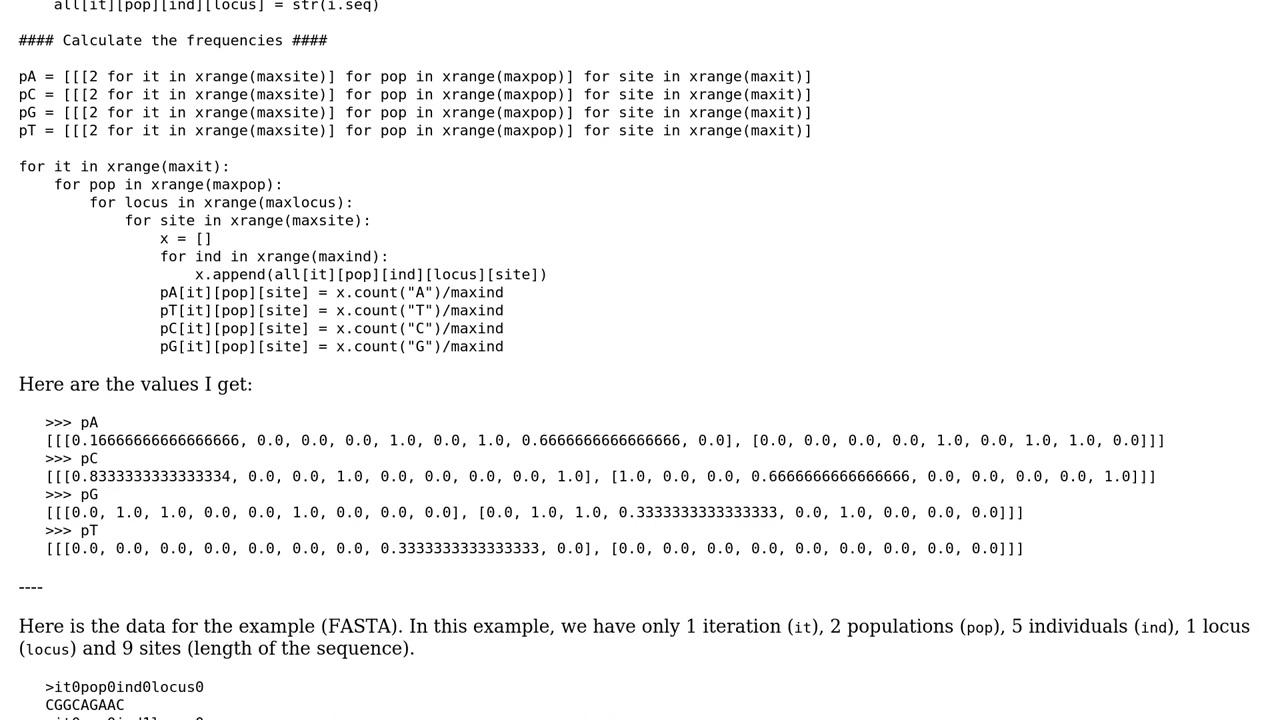 all[it][pop][ind][locus] = str(i.seq)
#### Calculate the frequencies ####
pA = [[[2 for it in xrange(maxsite)] for pop in xrange(maxpop)] for site in xrange(maxit)]
pC = [[[2 for it in xrange(maxsite)] for pop in xrange(maxpop)] for site in xrange(maxit)]
pG = [[[2 for it in xrange(maxsite)] for pop in xrange(maxpop)] for site in xrange(maxit)]
pT = [[[2 for it in xrange(maxsite)] for pop in xrange(maxpop)] for site in xrange(maxit)]
for it in xrange(maxit):
for pop in xrange(maxpop):
for locus in xrange(maxlocus):
for site in xrange(maxsite):
x = []
for ind in xrange(maxind):
x.append(all[it][pop][ind][locus][site])
pA[it][pop][site] = x.count("A")/maxind
pT[it][pop][site] = x.count("T")/maxind
pC[it][pop][site] = x.count("C")/maxind
pG[it][pop][site] = x.count("G")/maxind
Here are the values I get:
>>> pA
[[[0.16666666666666666, 0.0, 0.0, 0.0, 1.0, 0.0, 1.0, 0.6666666666666666, 0.0], [0.0, 0.0, 0.0, 0.0, 1.0, 0.0, 1.0, 1.0, 0.0]]]
>>> pC
[[[0.8333333333333334, 0.0, 0.0, 1.0, 0.0, 0.0, 0.0, 0.0, 1.0], [1.0, 0.0, 0.0, 0.6666666666666666, 0.0, 0.0, 0.0, 0.0, 1.0]]]
>>> pG
[[[0.0, 1.0, 1.0, 0.0, 0.0, 1.0, 0.0, 0.0, 0.0], [0.0, 1.0, 1.0, 0.3333333333333333, 0.0, 1.0, 0.0, 0.0, 0.0]]]
>>> pT
[[[0.0, 0.0, 0.0, 0.0, 0.0, 0.0, 0.0, 0.3333333333333333, 0.0], [0.0, 0.0, 0.0, 0.0, 0.0, 0.0, 0.0, 0.0, 0.0]]]
----
Here is the data for the example (FASTA). In this example, we have only 1 iteration (it), 2 populations (pop), 5 individuals (ind), 1 locus
(locus) and 9 sites (length of the sequence).
>it0pop0ind0locus0
CGGCAGAAC